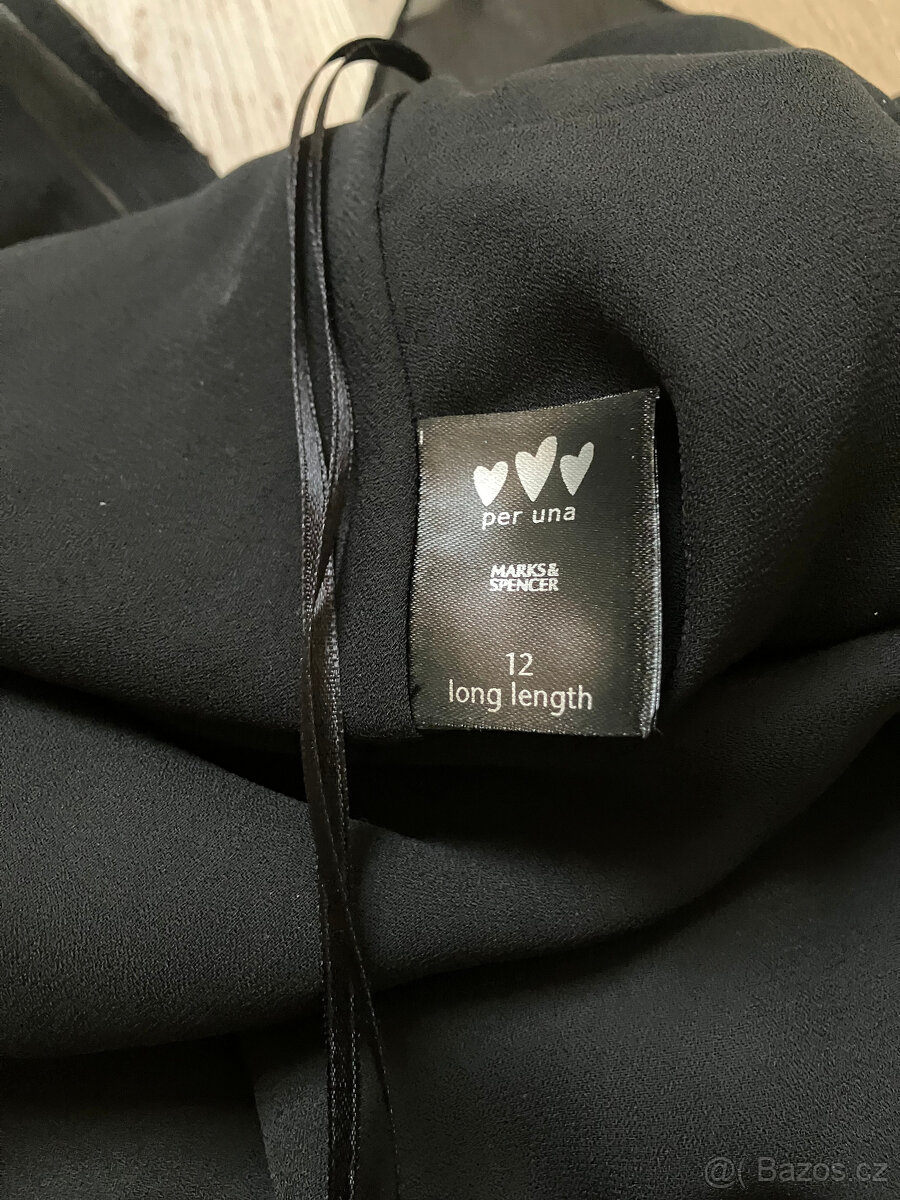 per una
MARKS&
SPENCER
12
long length
@( Bazos.cz